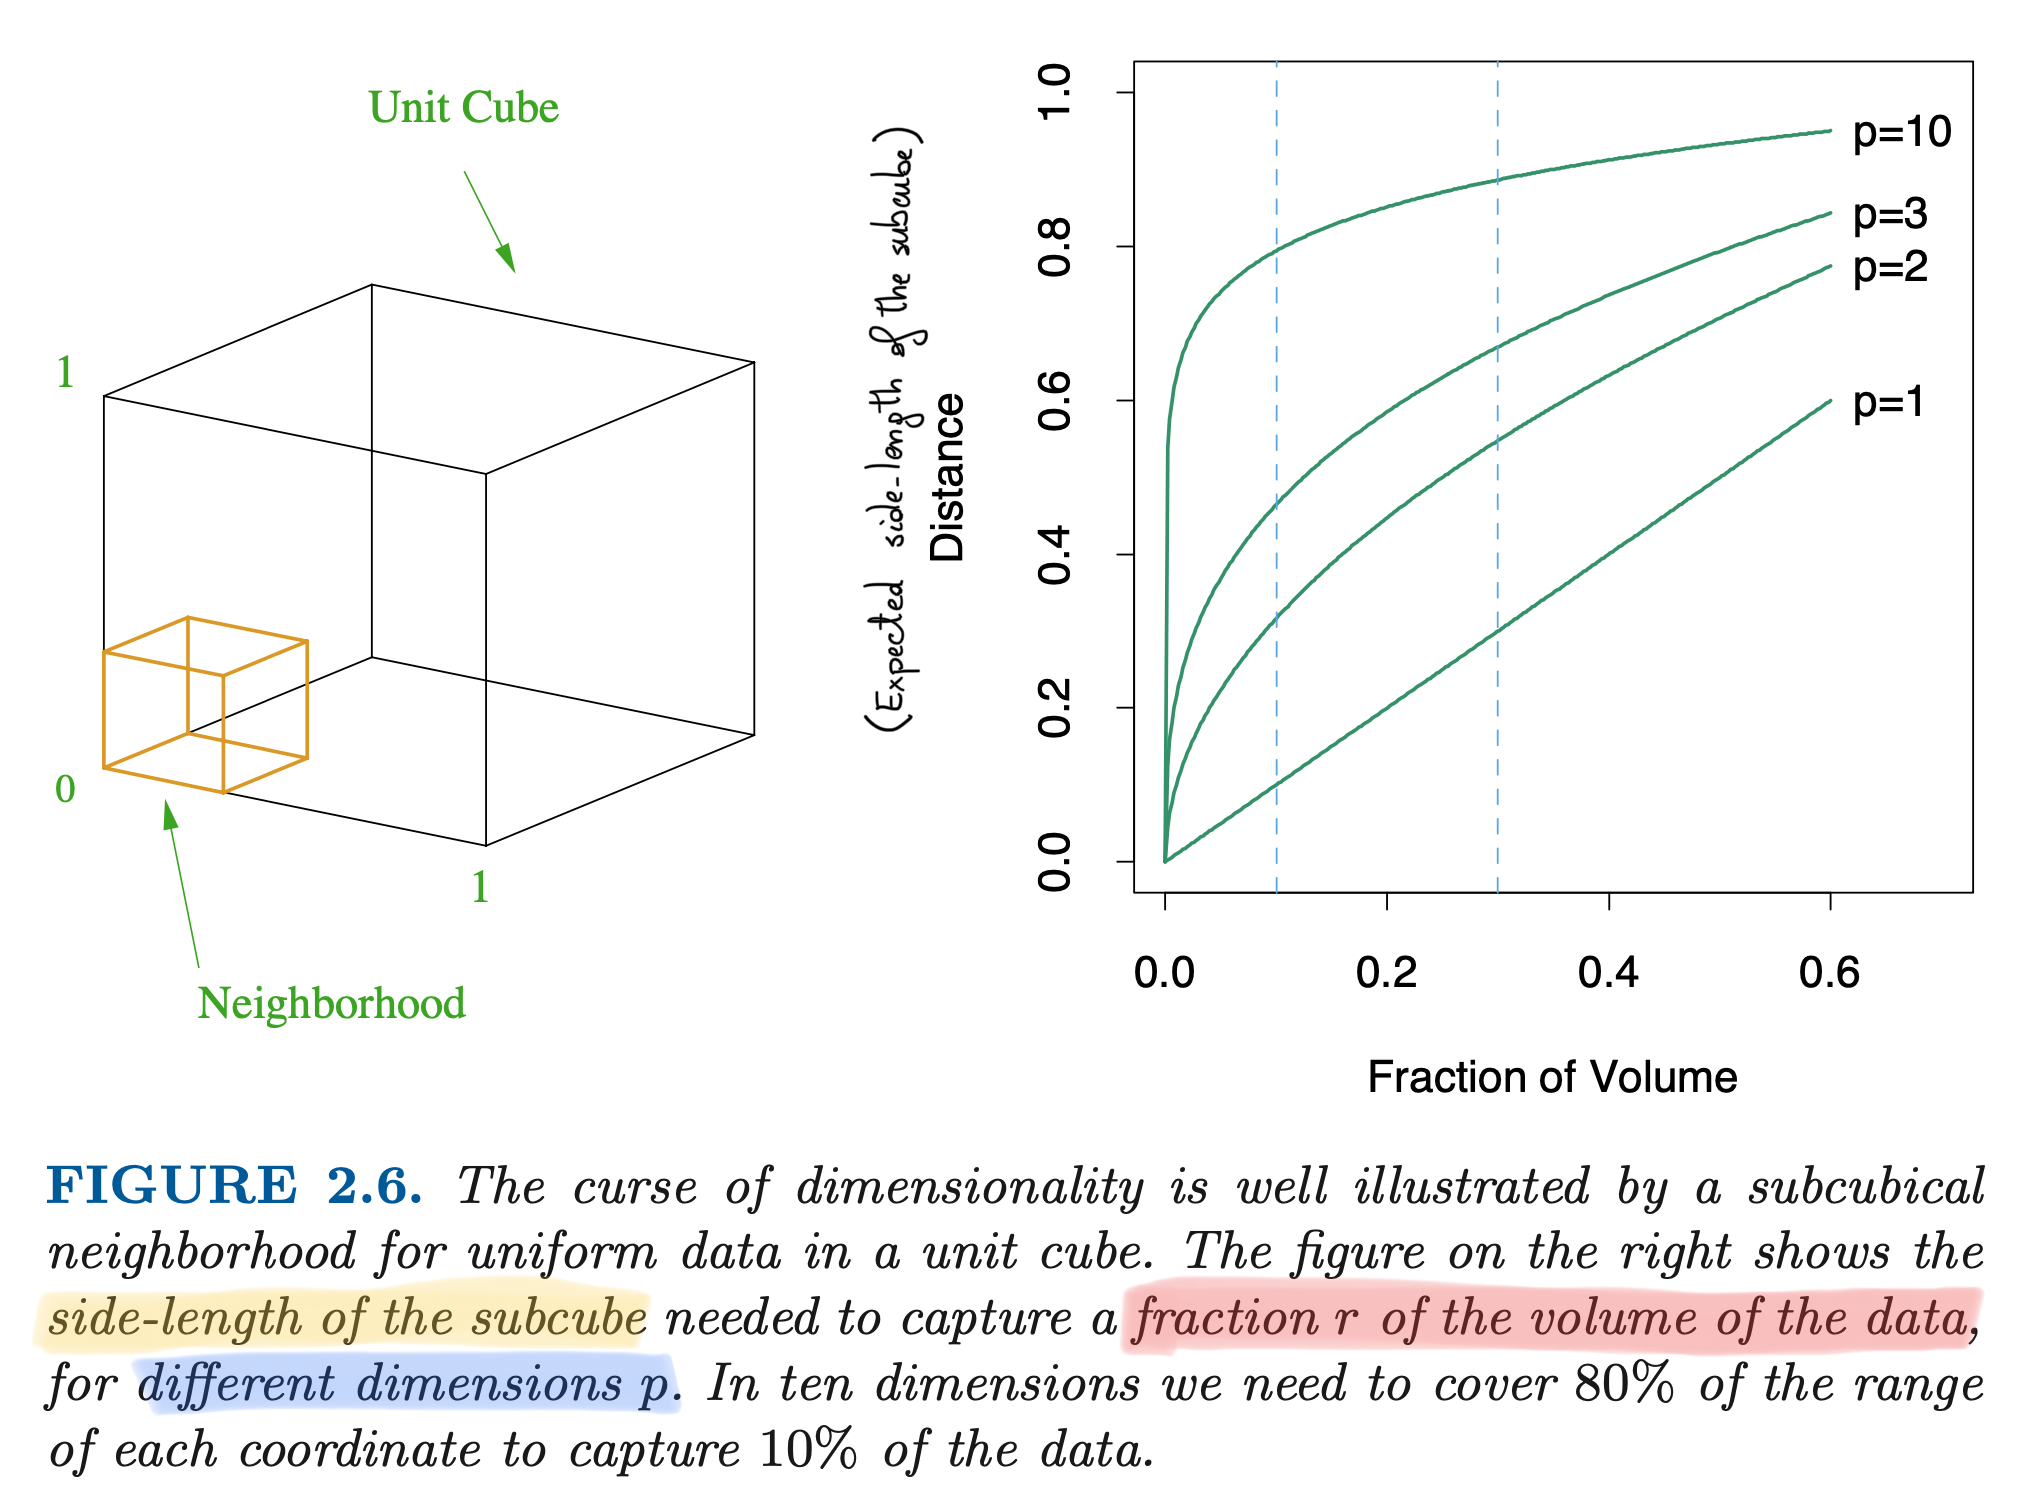 Unit Cube
1
0
1
Neighborhood
(Expected side-length of the subcube)
Distance
1.0
0.8
0.6
0.4
0.2
0.0
p=10
p=3
p=2
p=1
0.0 0.2 0.4 0.6
Fraction of Volume
FIGURE 2.6. The curse of dimensionality is well illustrated by a subcubical
neighborhood for uniform data in a unit cube. The figure on the right shows the
side-length of the subcube needed to capture a fraction r of the volume of the data,
for different dimensions p. In ten dimensions we need to cover 80% of the range
of each coordinate to capture 10% of the data.